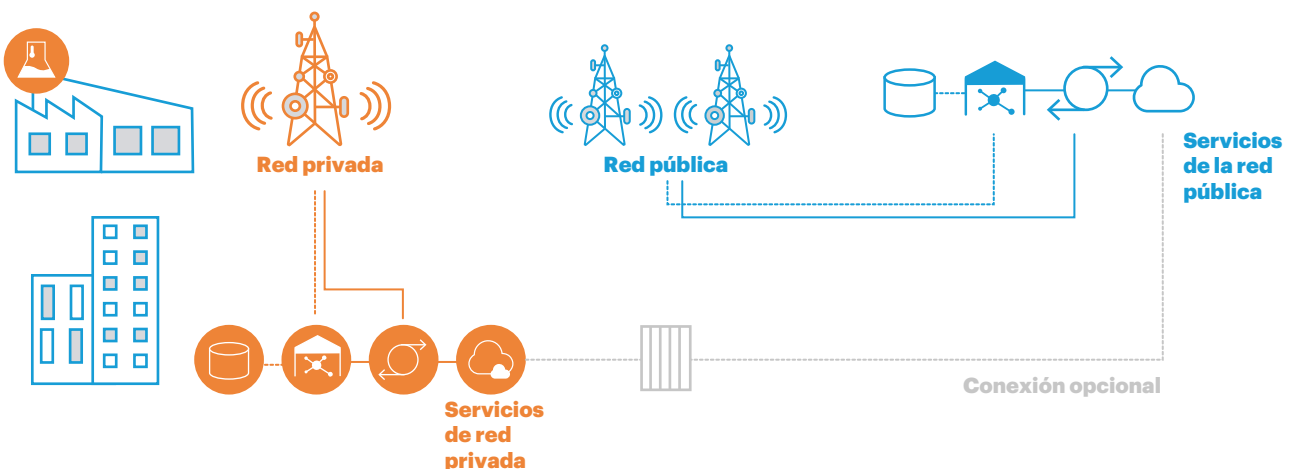 Red privada
Red pública
Servicios
de la red
pública
Conexión opcional
Servicios
de red
privada